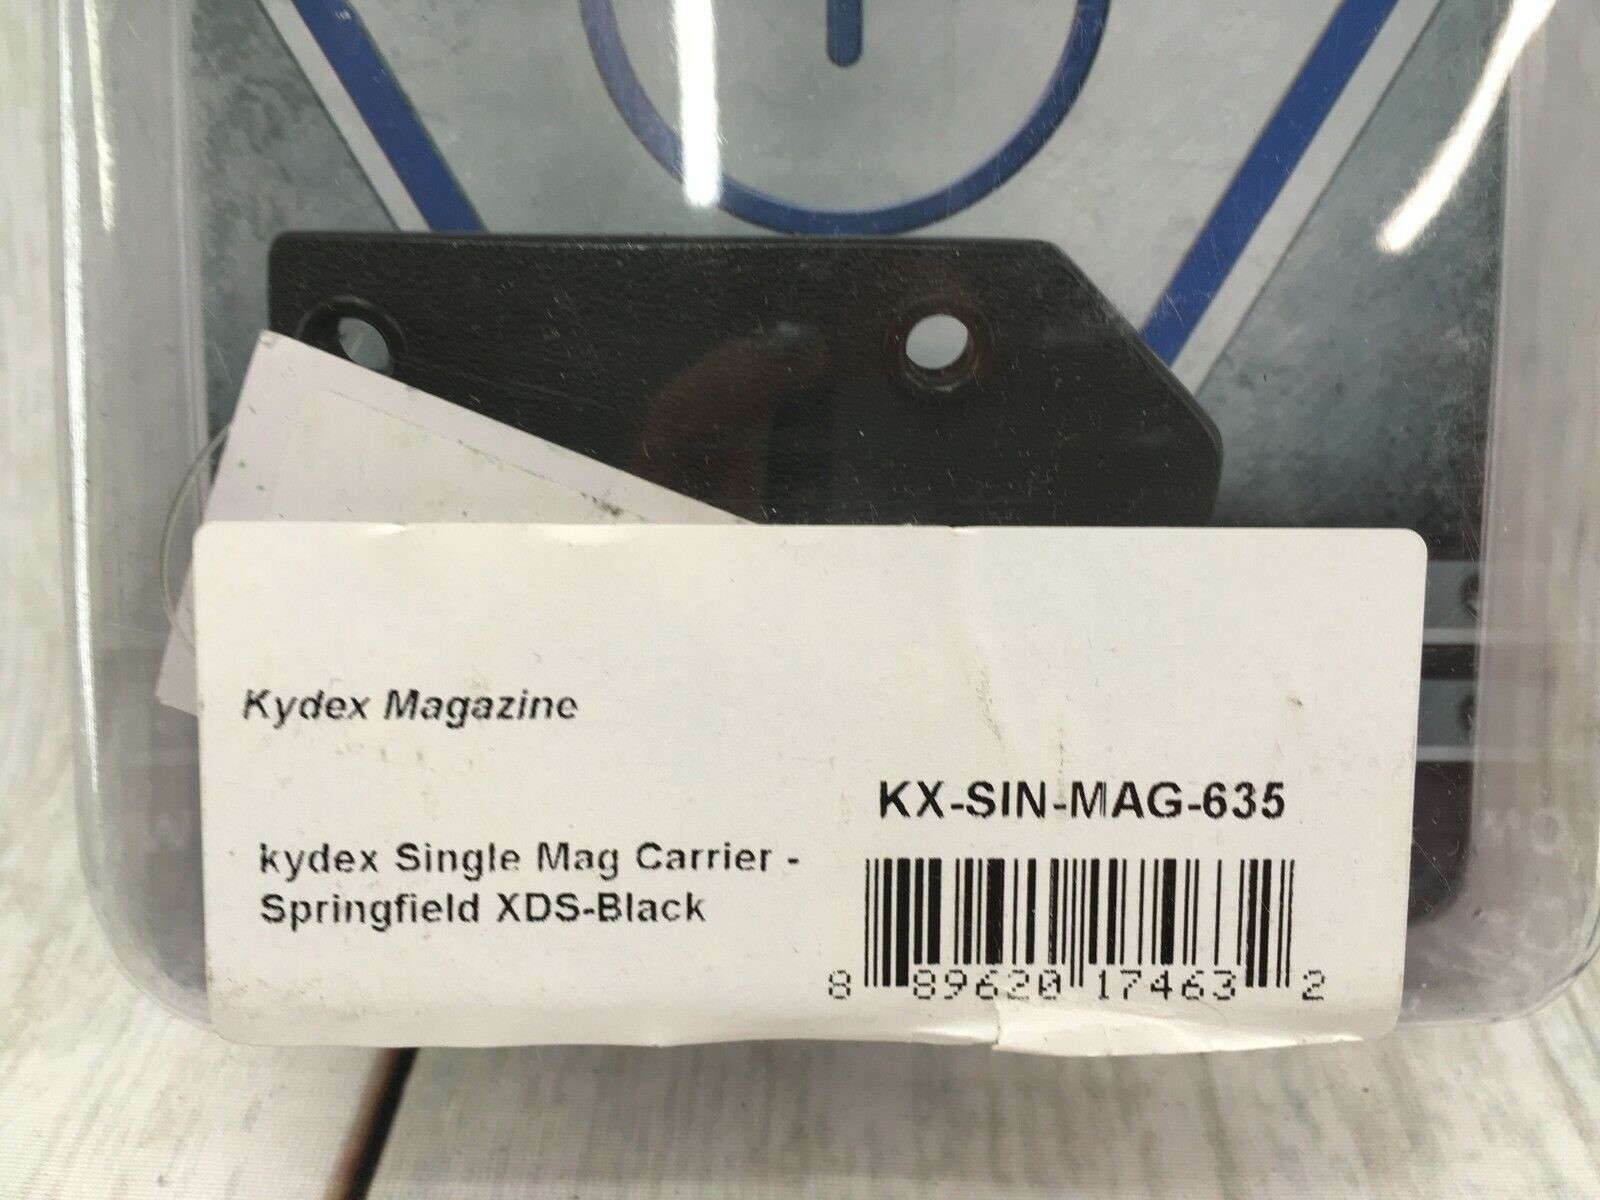 Kydex Magazine
KX-SIN-MAG-635
kydex Single Mag Carrier -
Springfield XDS-Black
8 89620 17463 2